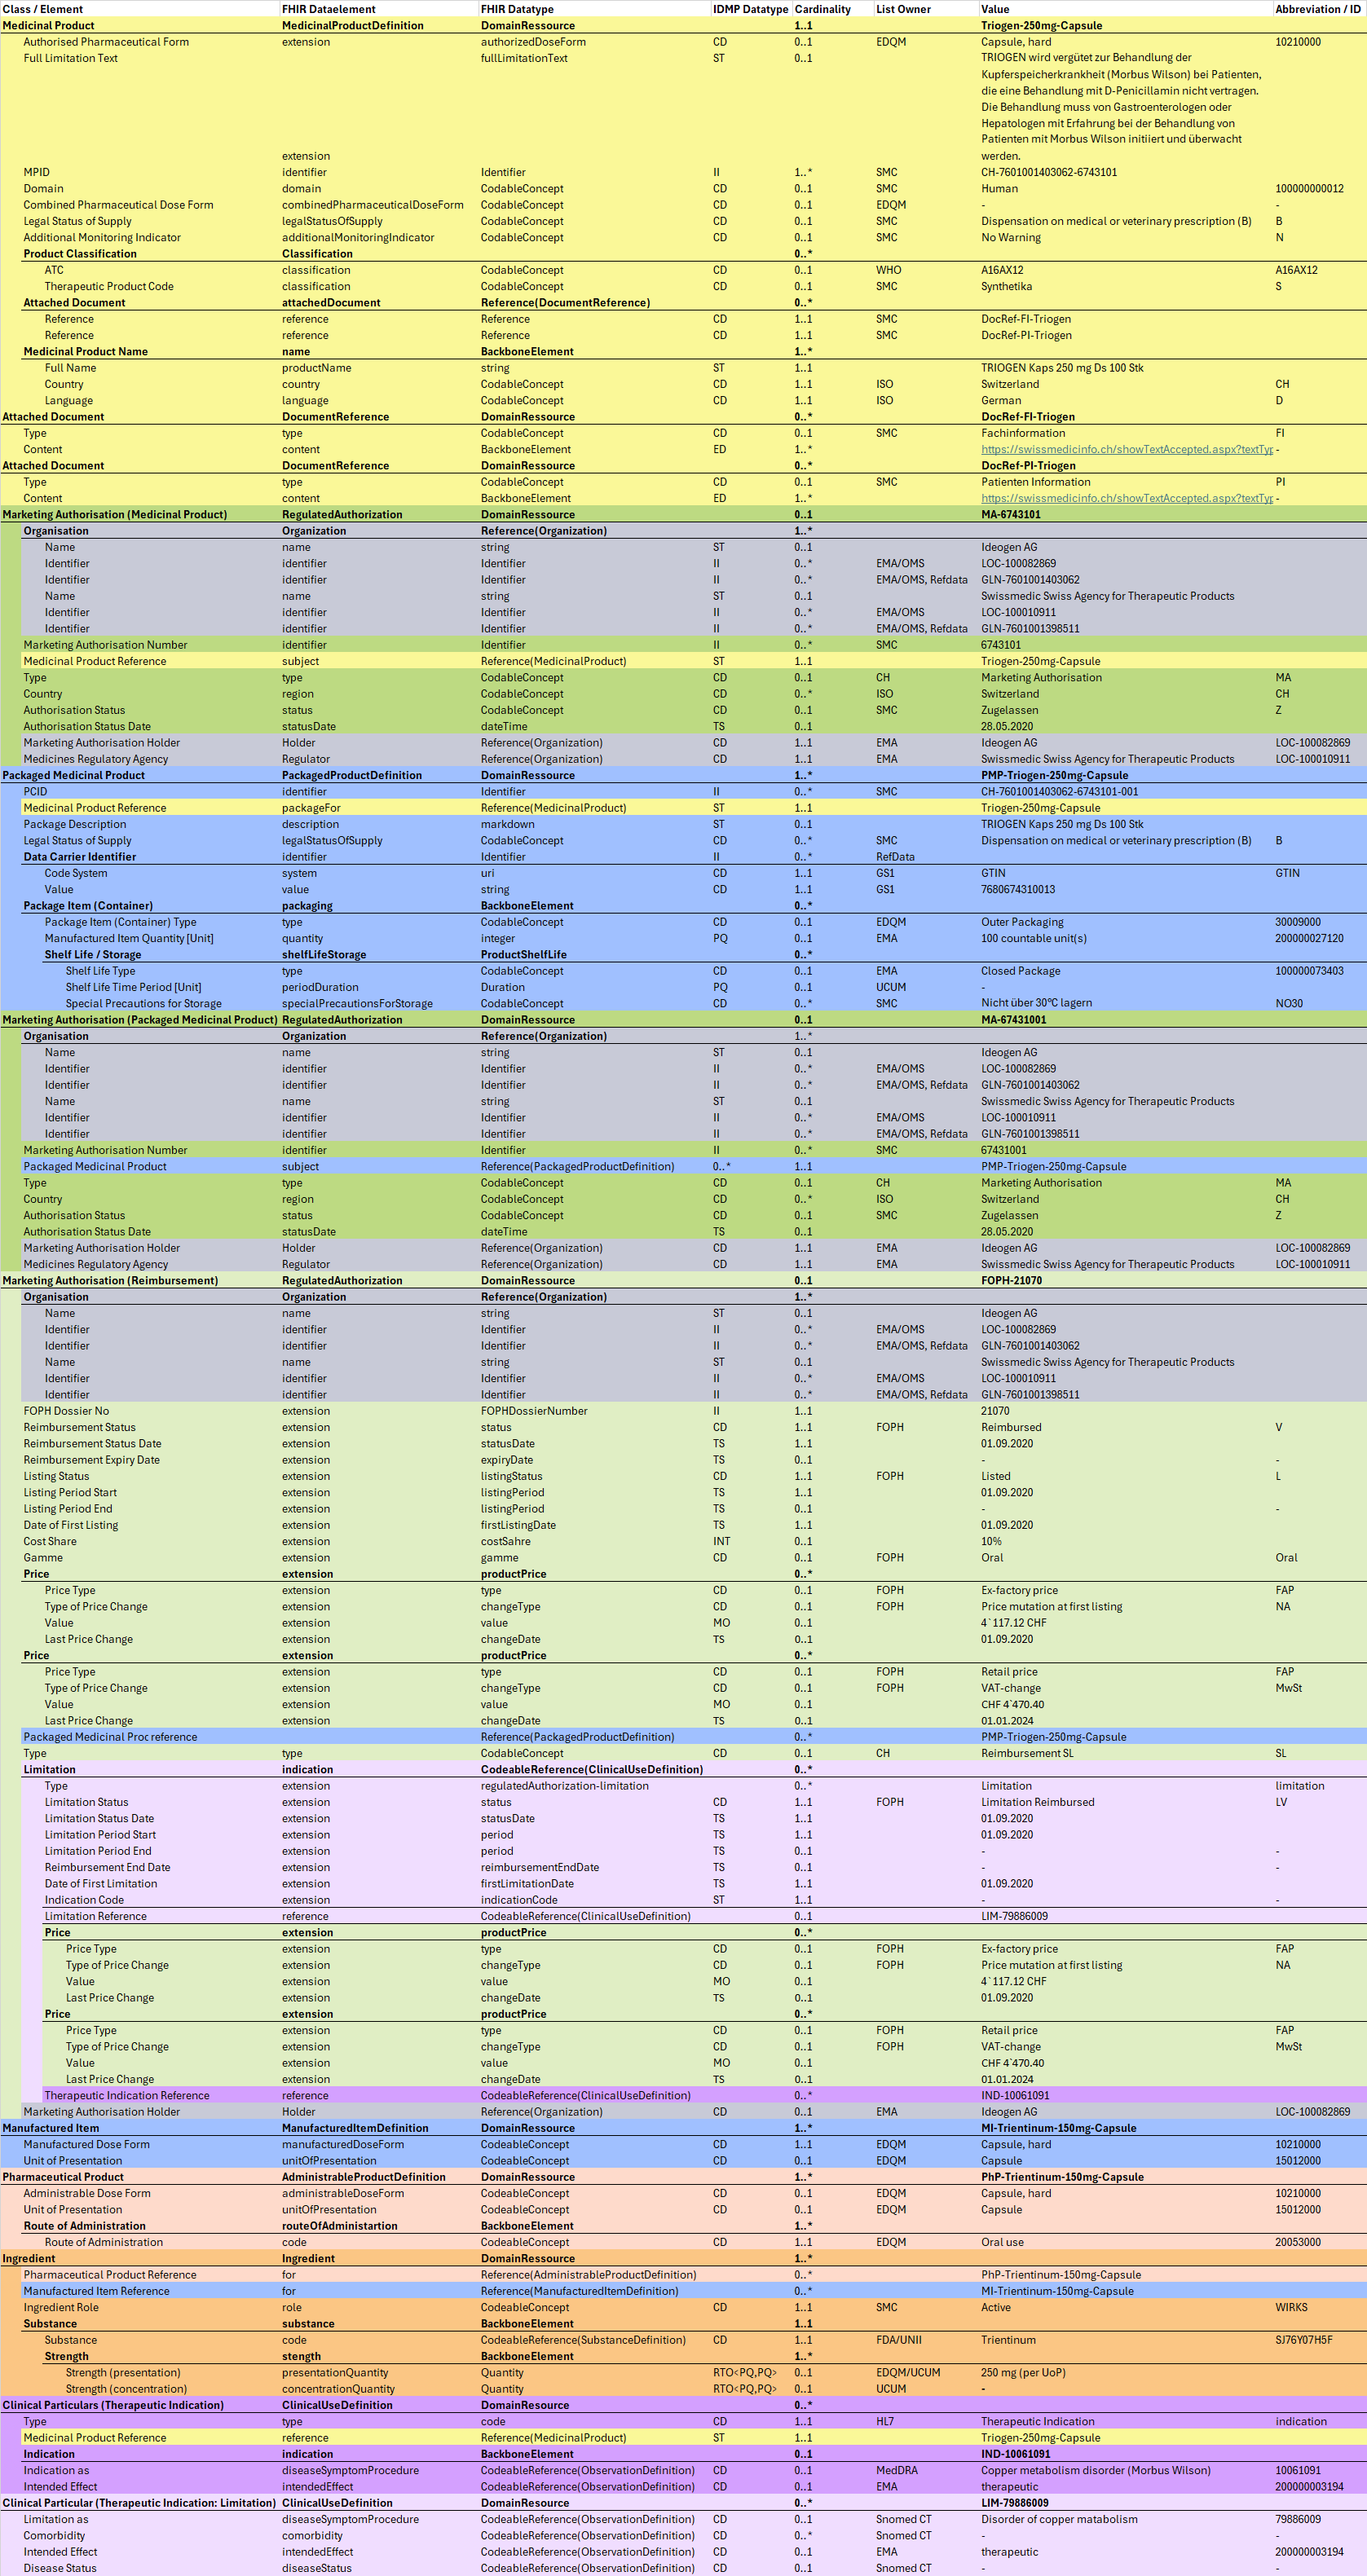 Class / Element FHIR Dataelement FHIR Datatype IDMP Datatype Cardinality List Owner Value Abbreviation / ID
Medicinal Product MedicinalProductDefinition DomainRessource 1..1 Triogen-250mg-Capsule
Authorised Pharmaceutical Form extension authorizedDoseForm CD 0..1 EDQM Capsule, hard 10210000
Full Limitation Text fullLimitationText ST 0..1 TRIOGEN wird vergütet zur Behandlung der
Kupferspeicherkrankheit (Morbus Wilson) bei Patienten,
die eine Behandlung mit D-Penicillamin nicht vertragen.
Die Behandlung muss von Gastroenterologen oder
Hepatologen mit Erfahrung bei der Behandlung von
Patienten mit Morbus Wilson initiiert und überwacht
extension werden.
MPID identifier Identifier II 1..* SMC CH-7601001403062-6743101
Domain domain CodableConcept CD 0..1 SMC Human 100000000012
Combined Pharmaceutical Dose Form combinedPharmaceuticalDoseForm CodableConcept CD 0..1 EDQM - -
Legal Status of Supply legalStatusOfSupply CodableConcept CD 0..1 SMC Dispensation on medical or veterinary prescription (B) B
Additional Monitoring Indicator additionalMonitoringIndicator CodableConcept CD 0..1 SMC No Warning N
Product Classification Classification 0..*
ATC classification CodableConcept CD 0..1 WHO A16AX12 A16AX12
Therapeutic Product Code classification CodableConcept CD 0..1 SMC Synthetika S
Attached Document attachedDocument Reference(DocumentReference) 0..*
Reference reference Reference CD 1..1 SMC DocRef-FI-Triogen
Reference reference Reference CD 1..1 SMC DocRef-PI-Triogen
Medicinal Product Name name BackboneElement 1..*
Full Name productName string ST 1..1 TRIOGEN Kaps 250 mg Ds 100 Stk
Country country CodableConcept CD 1..1 ISO Switzerland CH
Language language CodableConcept CD 1..1 ISO German D
Attached Document DocumentReference DomainRessource 0..* DocRef-FI-Triogen
Type type CodableConcept CD 0..1 SMC Fachinformation FI
Content content BackboneElement ED 1..* https://swissmedicinfo.ch/showTextAccepted.aspx?textTyp -
Attached Document DocumentReference DomainRessource 0..* DocRef-PI-Triogen
Type type CodableConcept CD 0..1 SMC Patienten Information PI
Content content BackboneElement ED 1..* https://swissmedicinfo.ch/showTextAccepted.aspx?textTyp -
Marketing Authorisation (Medicinal Product) RegulatedAuthorization DomainRessource 0..1 MA-6743101
Organisation Organization Reference(Organization) 1..*
Name name string ST 0..1 Ideogen AG
Identifier identifier Identifier II 0..* EMA/OMS LOC-100082869
Identifier identifier Identifier II 0..* EMA/OMS, Refdata GLN-7601001403062
Name name string ST 0..1 Swissmedic Swiss Agency for Therapeutic Products
Identifier identifier Identifier II 0..* EMA/OMS LOC-100010911
Identifier identifier Identifier II 0..* EMA/OMS, Refdata GLN-7601001398511
Marketing Authorisation Number identifier Identifier II 0..* SMC 6743101
Medicinal Product Reference subject Reference(MedicinalProduct) ST 1..1 Triogen-250mg-Capsule
Type type CodableConcept CD 0..1 CH Marketing Authorisation MA
Country region CodableConcept CD 0..* ISO Switzerland CH
Authorisation Status status CodableConcept CD 0..1 SMC Zugelassen Z
Authorisation Status Date statusDate dateTime TS 0..1 28.05.2020
Marketing Authorisation Holder Holder Reference(Organization) CD 1..1 EMA Ideogen AG LOC-100082869
Medicines Regulatory Agency Regulator Reference(Organization) CD 1..1 EMA Swissmedic Swiss Agency for Therapeutic Products LOC-100010911
Packaged Medicinal Product PackagedProductDefinition DomainRessource 1..* PMP-Triogen-250mg-Capsule
PCID identifier Identifier II 0..* SMC CH-7601001403062-6743101-001
Medicinal Product Reference packageFor Reference(MedicinalProduct) ST 1..1 Triogen-250mg-Capsule
Package Description description markdown ST 0..1 TRIOGEN Kaps 250 mg Ds 100 Stk
Legal Status of Supply legalStatusOfSupply CodableConcept CD 0..* SMC Dispensation on medical or veterinary prescription (B) B
Data Carrier Identifier identifier Identifier II 0..* RefData
Code System system uri CD 1..1 GS1 GTIN GTIN
Value value string CD 1..1 GS1 7680674310013
Package Item (Container) packaging BackboneElement 0..*
Package Item (Container) Type type CodableConcept CD 0..1 EDQM Outer Packaging 30009000
Manufactured Item Quantity [Unit] quantity integer PQ 0..1 EMA 100 countable unit(s) 200000027120
Shelf Life / Storage shelfLifeStorage ProductShelfLife 0..*
Shelf Life Type type CodableConcept CD 0..1 EMA Closed Package 100000073403
Shelf Life Time Period [Unit] periodDuration Duration PQ 0..1 UCUM -
Special Precautions for Storage specialPrecautionsForStorage CodableConcept CD 0..* SMC Nicht über 30°C lagern NO30
Marketing Authorisation (Packaged Medicinal Product) RegulatedAuthorization DomainRessource 0..1 MA-67431001
Organisation Organization Reference(Organization) 1..*
Name name string ST 0..1 Ideogen AG
Identifier identifier Identifier II 0..* EMA/OMS LOC-100082869
Identifier identifier Identifier II 0..* EMA/OMS, Refdata GLN-7601001403062
Name name string ST 0..1 Swissmedic Swiss Agency for Therapeutic Products
Identifier identifier Identifier II 0..* EMA/OMS LOC-100010911
Identifier identifier Identifier II 0..* EMA/OMS, Refdata GLN-7601001398511
Marketing Authorisation Number identifier Identifier II 0..* SMC 67431001
Packaged Medicinal Product subject Reference(PackagedProductDefinition) 0..* 1..1 PMP-Triogen-250mg-Capsule
Type type CodableConcept CD 0..1 CH Marketing Authorisation MA
Country region CodableConcept CD 0..* ISO Switzerland CH
Authorisation Status status CodableConcept CD 0..1 SMC Zugelassen Z
Authorisation Status Date statusDate dateTime TS 0..1 28.05.2020
Marketing Authorisation Holder Holder Reference(Organization) CD 1..1 EMA Ideogen AG LOC-100082869
Medicines Regulatory Agency Regulator Reference(Organization) CD 1..1 EMA Swissmedic Swiss Agency for Therapeutic Products LOC-100010911
Marketing Authorisation (Reimbursement) RegulatedAuthorization DomainRessource 0..1 FOPH-21070
Organisation Organization Reference(Organization) 1..*
Name name string ST 0..1 Ideogen AG
Identifier identifier Identifier II 0..* EMA/OMS LOC-100082869
Identifier identifier Identifier II 0..* EMA/OMS, Refdata GLN-7601001403062
Name name string ST 0..1 Swissmedic Swiss Agency for Therapeutic Products
Identifier identifier Identifier II 0..* EMA/OMS LOC-100010911
Identifier identifier Identifier II 0..* EMA/OMS, Refdata GLN-7601001398511
FOPH Dossier No extension FOPHDossierNumber II 1..1 21070
Reimbursement Status extension status CD 1..1 FOPH Reimbursed V
Reimbursement Status Date extension statusDate TS 1..1 01.09.2020
Reimbursement Expiry Date extension expiryDate TS 0..1 - -
Listing Status extension listingStatus CD 1..1 FOPH Listed L
Listing Period Start extension listingPeriod TS 1..1 01.09.2020
Listing Period End extension listingPeriod TS 0..1 - -
Date of First Listing extension firstListingDate TS 1..1 01.09.2020
Cost Share extension costSahre INT 0..1 10%
Gamme extension gamme CD 0..1 FOPH Oral Oral
Price extension productPrice 0..*
Price Type extension type CD 0..1 FOPH Ex-factory price FAP
Type of Price Change extension changeType CD 0..1 FOPH Price mutation at first listing NA
Value extension value MO 0..1 4`117.12 CHF
Last Price Change extension changeDate TS 0..1 01.09.2020
Price extension productPrice 0..*
Price Type extension type CD 0..1 FOPH Retail price FAP
Type of Price Change extension changeType CD 0..1 FOPH VAT-change MwSt
Value extension value MO 0..1 CHF 4`470.40
Last Price Change extension changeDate TS 0..1 01.01.2024
Packaged Medicinal Proc reference Reference(PackagedProductDefinition) 0..* PMP-Triogen-250mg-Capsule
Type type CodableConcept CD 0..1 CH Reimbursement SL SL
Limitation indication CodeableReference(ClinicalUseDefinition) 0..*
Type extension regulatedAuthorization-limitation 0..* Limitation limitation
Limitation Status extension status CD 1..1 FOPH Limitation Reimbursed LV
Limitation Status Date extension statusDate TS 1..1 01.09.2020
Limitation Period Start extension period TS 1..1 01.09.2020
Limitation Period End extension period TS 0..1 - -
Reimbursement End Date extension reimbursementEndDate TS 0..1 - -
Date of First Limitation extension firstLimitationDate TS 1..1 01.09.2020
Indication Code extension indicationCode ST 1..1 - -
Limitation Reference reference CodeableReference(ClinicalUseDefinition) 0..1 LIM-79886009
Price extension productPrice 0..*
Price Type extension type CD 0..1 FOPH Ex-factory price FAP
Type of Price Change extension changeType CD 0..1 FOPH Price mutation at first listing NA
Value extension value MO 0..1 4`117.12 CHF
Last Price Change extension changeDate TS 0..1 01.09.2020
Price extension productPrice 0..*
Price Type extension type CD 0..1 FOPH Retail price FAP
Type of Price Change extension changeType CD 0..1 FOPH VAT-change MwSt
Value extension value MO 0..1 CHF 4`470.40
Last Price Change extension changeDate TS 0..1 01.01.2024
Therapeutic Indication Reference reference CodeableReference(ClinicalUseDefinition) 0..* IND-10061091
Marketing Authorisation Holder Holder Reference(Organization) CD 0..1 EMA Ideogen AG LOC-100082869
Manufactured Item ManufacturedItemDefinition DomainRessource 1..* MI-Trientinum-150mg-Capsule
Manufactured Dose Form manufacturedDoseForm CodeableConcept CD 1..1 EDQM Capsule, hard 10210000
Unit of Presentation unitOfPresentation CodeableConcept CD 0..1 EDQM Capsule 15012000
Pharmaceutical Product AdministrableProductDefinition DomainRessource 1..* PhP-Trientinum-150mg-Capsule
Administrable Dose Form administrableDoseForm CodeableConcept CD 0..1 EDQM Capsule, hard 10210000
Unit of Presentation unitOfPresentation CodeableConcept CD 0..1 EDQM Capsule 15012000
Route of Administration routeOfAdministartion BackboneElement 1..*
Route of Administration code CodeableConcept CD 1..1 EDQM Oral use 20053000
Ingredient Ingredient DomainRessource 1..*
Pharmaceutical Product Reference for Reference(AdministrableProductDefinition) 0..* PhP-Trientinum-150mg-Capsule
Manufactured Item Reference for Reference(ManufacturedItemDefinition) 0..* MI-Trientinum-150mg-Capsule
Ingredient Role role CodeableConcept CD 1..1 SMC Active WIRKS
Substance substance BackboneElement 1..1
Substance code CodeableReference(SubstanceDefinition) CD 1..1 FDA/UNII Trientinum SJ76Y07H5F
Strength stength BackboneElement 1..*
Strength (presentation) presentationQuantity Quantity RTO<PQ,PQ> 0..1 EDQM/UCUM 250 mg (per UoP)
Strength (concentration) concentrationQuantity Quantity RTO<PQ,PQ> 0..1 UCUM -
Clinical Particulars (Therapeutic Indication) ClinicalUseDefinition DomainResource 0..*
Type type code CD 1..1 HL7 Therapeutic Indication indication
Medicinal Product Reference reference Reference(MedicinalProduct) ST 1..1 Triogen-250mg-Capsule
Indication indication BackboneElement 0..1 IND-10061091
Indication as diseaseSymptomProcedure CodeableReference(ObservationDefinition) CD 0..1 MedDRA Copper metabolism disorder (Morbus Wilson) 10061091
Intended Effect intendedEffect CodeableReference(ObservationDefinition) CD 0..1 EMA therapeutic 200000003194
Clinical Particular (Therapeutic Indication: Limitation) ClinicalUseDefinition DomainResource 0..* LIM-79886009
Limitation as diseaseSymptomProcedure CodeableReference(ObservationDefinition) CD 0..1 Snomed CT Disorder of copper matabolism 79886009
Comorbidity comorbidity CodeableReference(ObservationDefinition) CD 0..* Snomed CT - -
Intended Effect intendedEffect CodeableReference(ObservationDefinition) CD 0..1 EMA therapeutic 200000003194
Disease Status diseaseStatus CodeableReference(ObservationDefinition) CD 0..1 Snomed CT - -